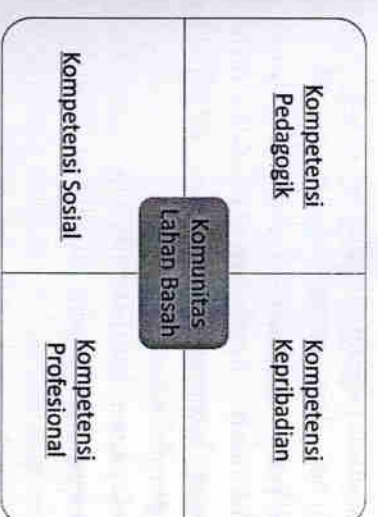 Kompetensi
Pedagogik
Kompetensi
Kepribadian
Komunitas
Lahan Basah
Kompetensi Sosial
Kompetensi
Profesional